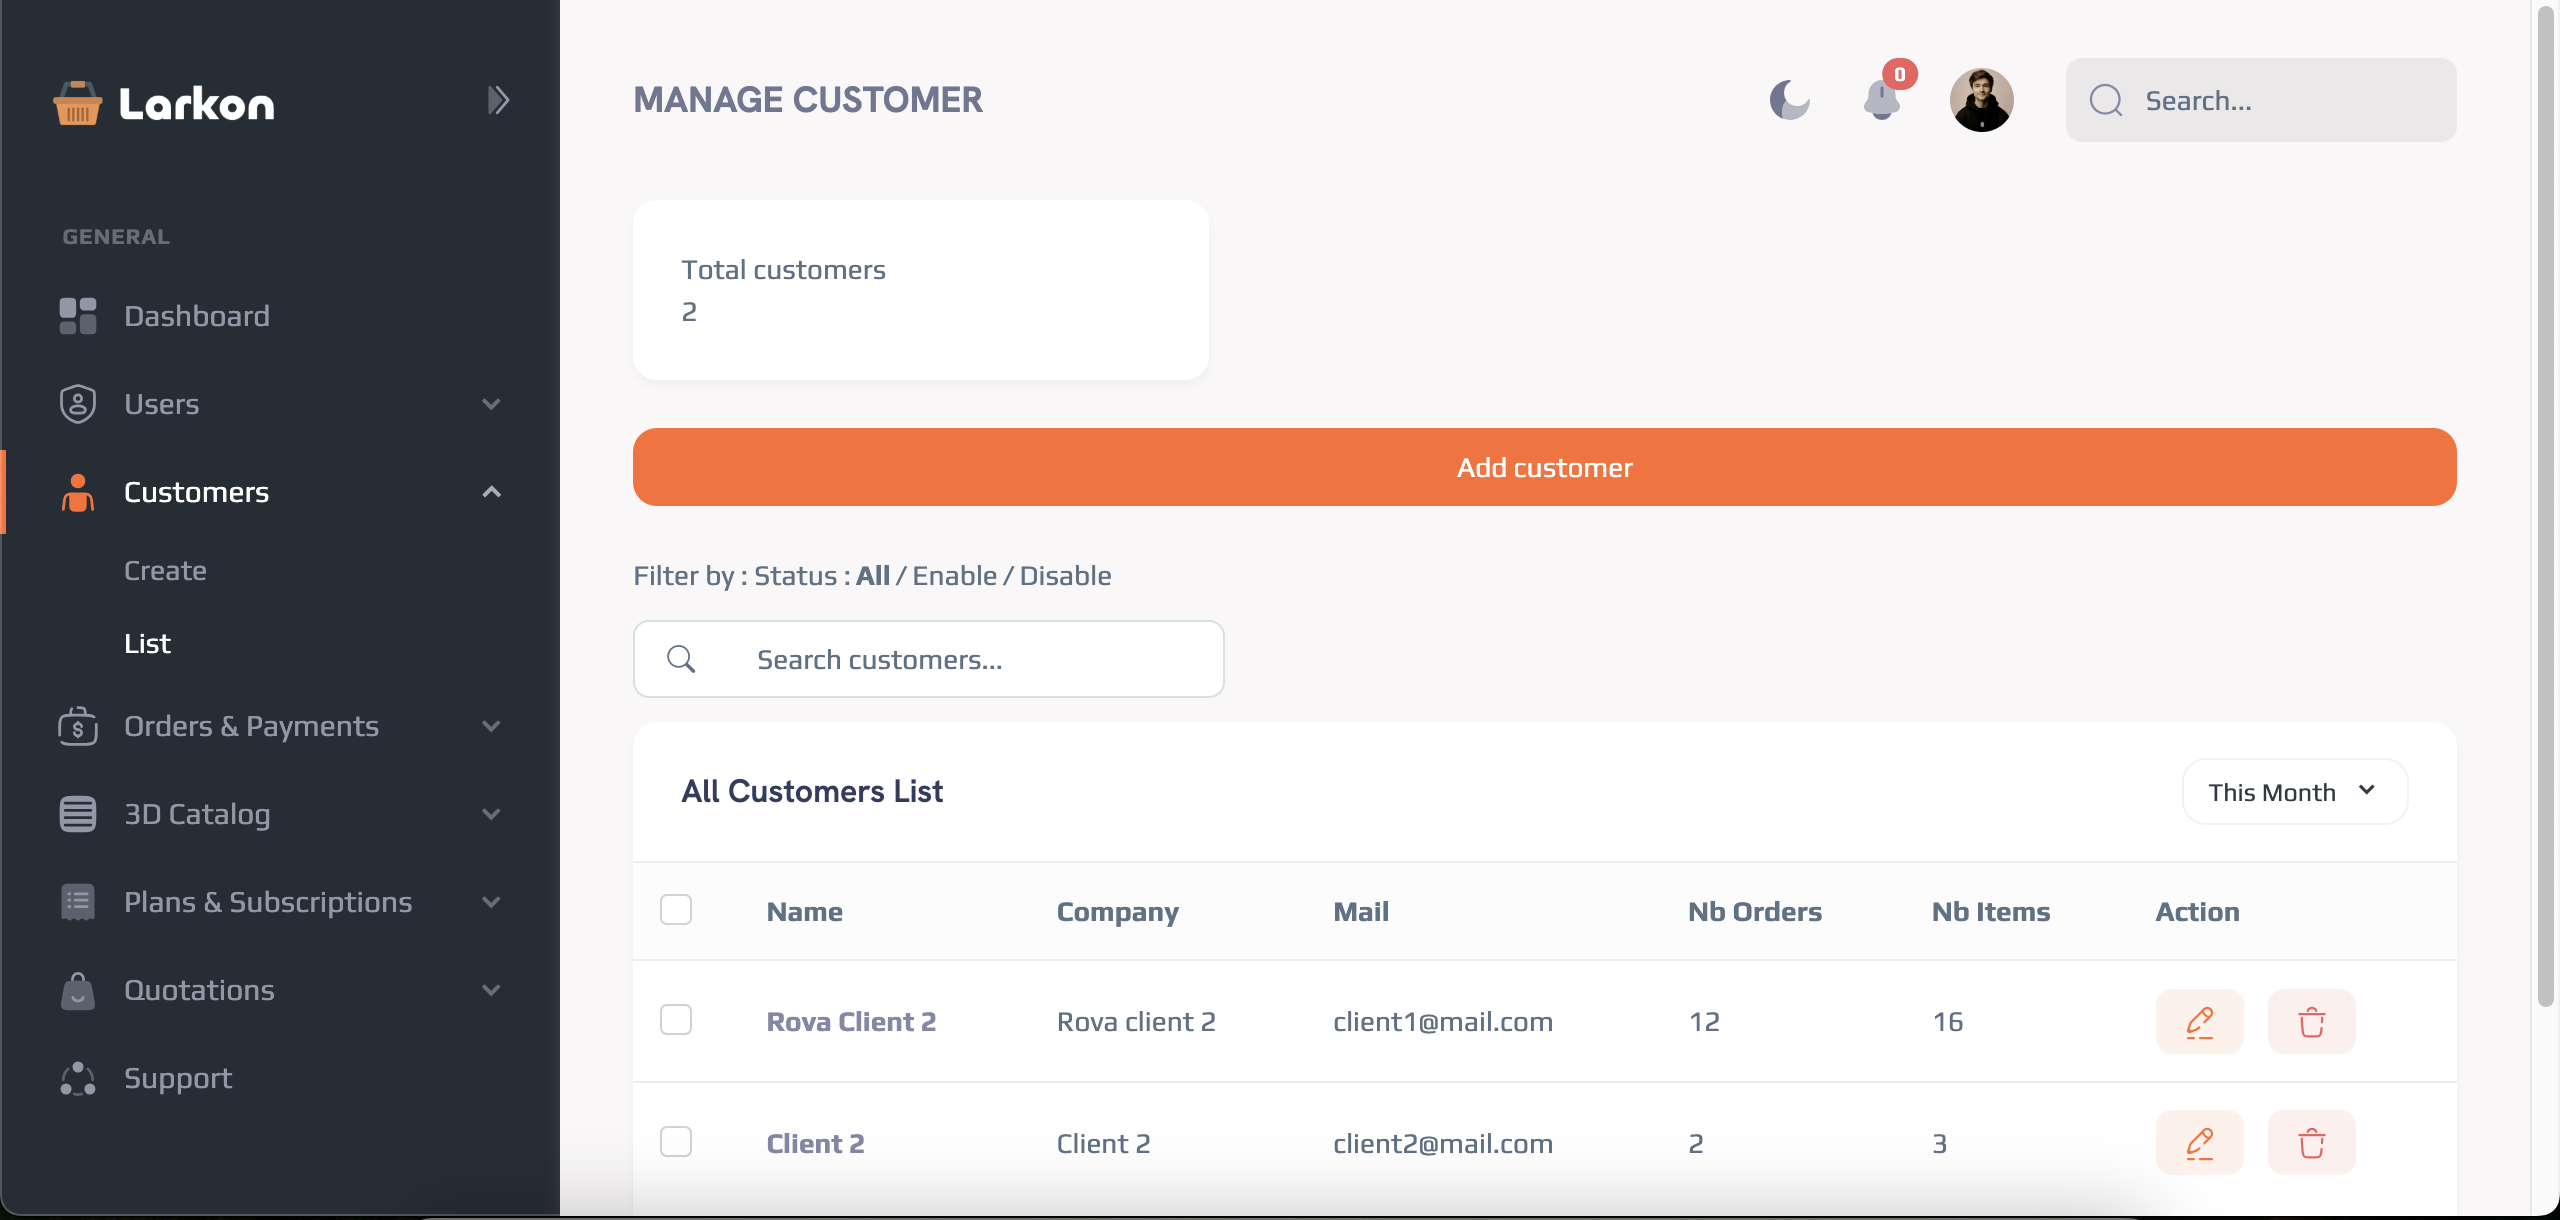 Larkon
GENERAL
Dashboard
Users
Customers
Create
List
Orders & Payments
3D Catalog
Plans & Subscriptions
Quotations
Support
MANAGE CUSTOMER
0
Search...
Total customers
2
Add customer
Filter by : Status : All / Enable / Disable
Search customers...
All Customers List
This Month
Name Company Mail Nb Orders Nb Items Action
Rova Client 2 Rova client 2 client1@mail.com 12 16
Client 2 Client 2 client2@mail.com 2 3